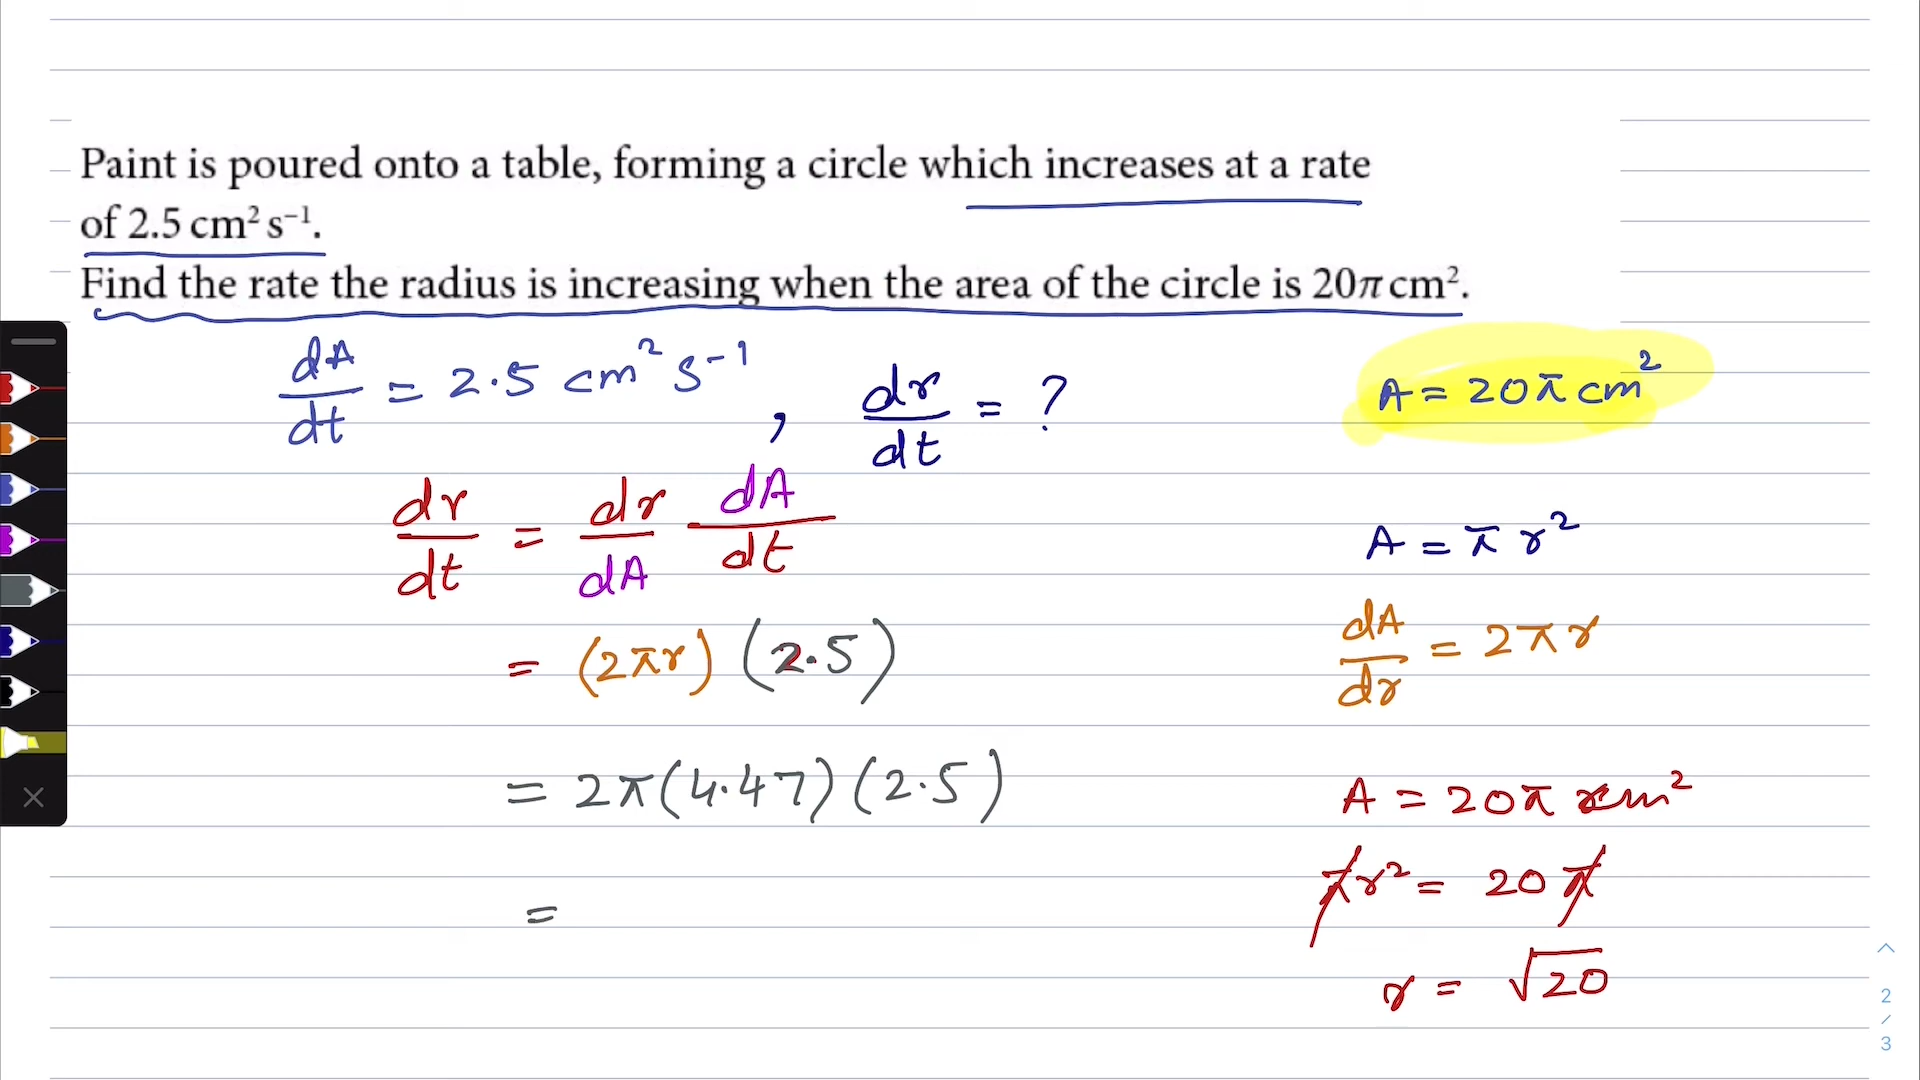 Paint is poured onto a table, forming a circle which increases at a rate
of 2.5 cm² s⁻¹.
Find the rate the radius is increasing when the area of the circle is 20π cm².
dA/dt = 2.5 cm² s⁻¹ , dr/dt = ?
A = 20π cm²
dr/dt = dr/dA dA/dt
= (2πr) (2.5)
= 2π(4.47)(2.5)
=
A = πr²
dA/dr = 2πr
A = 20π cm²
πr² = 20π
r = √20
2
/
3